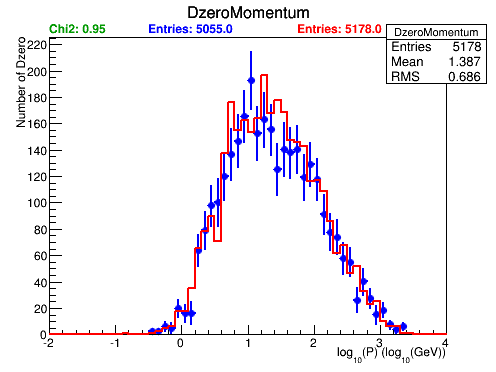 DzeroMomentum
Chi2: 0.95 Entries: 5055.0 Entries: 5178.0
DzeroMomentum
Entries 5178
Mean 1.387
RMS 0.686
Number of Dzero
220
200
180
160
140
120
100
80
60
40
20
0
-2 -1 0 1 2 3 4
log10(P) (log10(GeV))